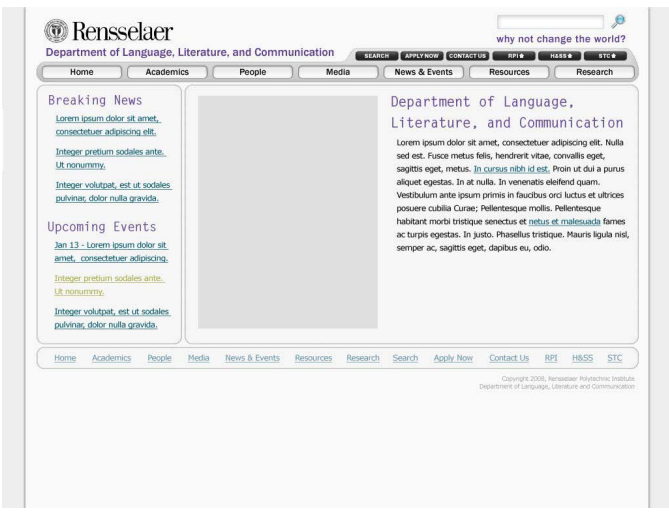 Rensselaer
why not change the world?
Department of Language, Literature, and Communication
SEARCH APPLY NOW CONTACT US RPI H&SS STC
Home Academics People Media News & Events Resources Research
Breaking News
Lorem ipsum dolor sit amet,
consectetuer adipiscing elit.
Integer pretium sodales ante.
Ut nonummy.
Integer volutpat, est ut sodales
pulvinar, dolor nulla gravida.
Upcoming Events
Jan 13 - Lorem ipsum dolor sit
amet, consectetuer adipiscing.
Integer pretium sodales ante.
Ut nonummy.
Integer volutpat, est ut sodales
pulvinar, dolor nulla gravida.
Department of Language,
Literature, and Communication
Lorem ipsum dolor sit amet, consectetuer adipiscing elit. Nulla
sed est. Fusce metus felis, hendrerit vitae, convallis eget,
sagittis eget, metus. In cursus nibh id est. Proin ut dui a purus
aliquet egestas. In at nulla. In venenatis eleifend quam.
Vestibulum ante ipsum primis in faucibus orci luctus et ultrices
posuere cubilia Curae; Pellentesque mollis. Pellentesque
habitant morbi tristique senectus et netus et malesuada fames
ac turpis egestas. In justo. Phasellus tristique. Mauris ligula nisl,
semper ac, sagittis eget, dapibus eu, odio.
Home Academics People Media News & Events Resources Research Search Apply Now Contact Us RPI H&SS STC
Copyright 2008, Rensselaer Polytechnic Institute
Department of Language, Literature and Communication